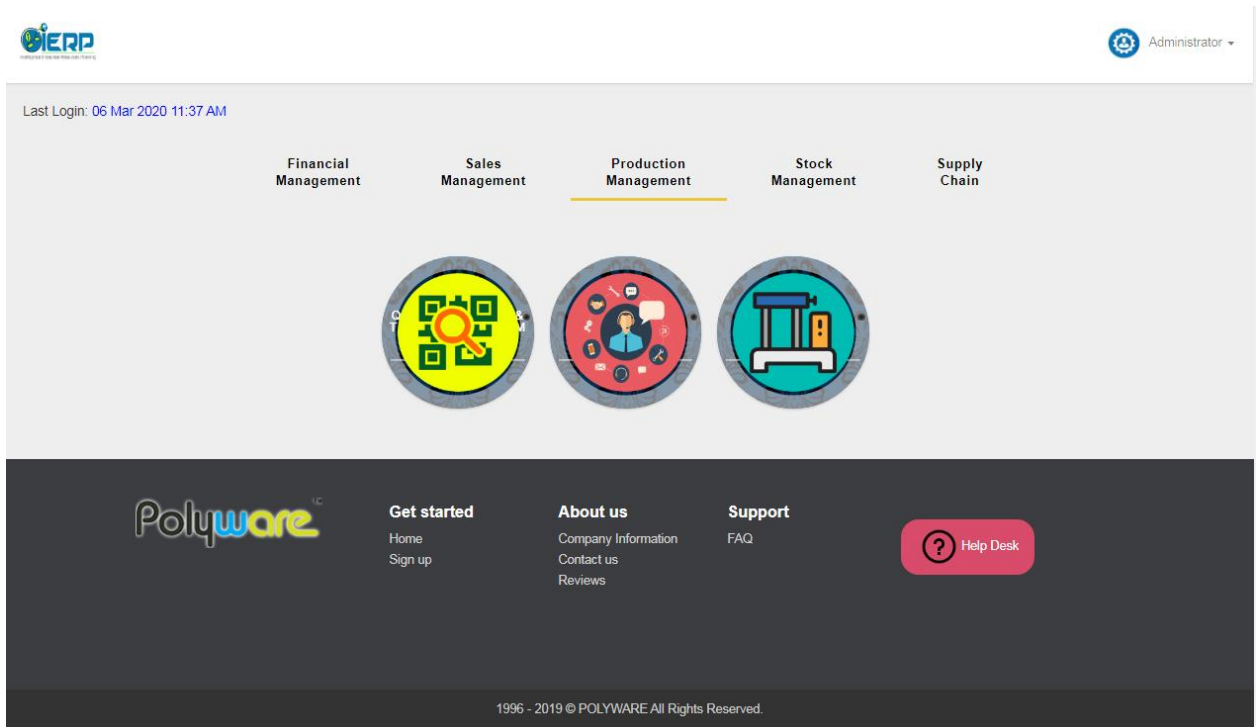 iERP
Administrator
Last Login: 06 Mar 2020 11:37 AM
Financial Management
Sales Management
Production Management
Stock Management
Supply Chain
Polyware
Get started
Home
Sign up
About us
Company Information
Contact us
Reviews
Support
FAQ
? Help Desk
1996 - 2019 © POLYWARE All Rights Reserved.